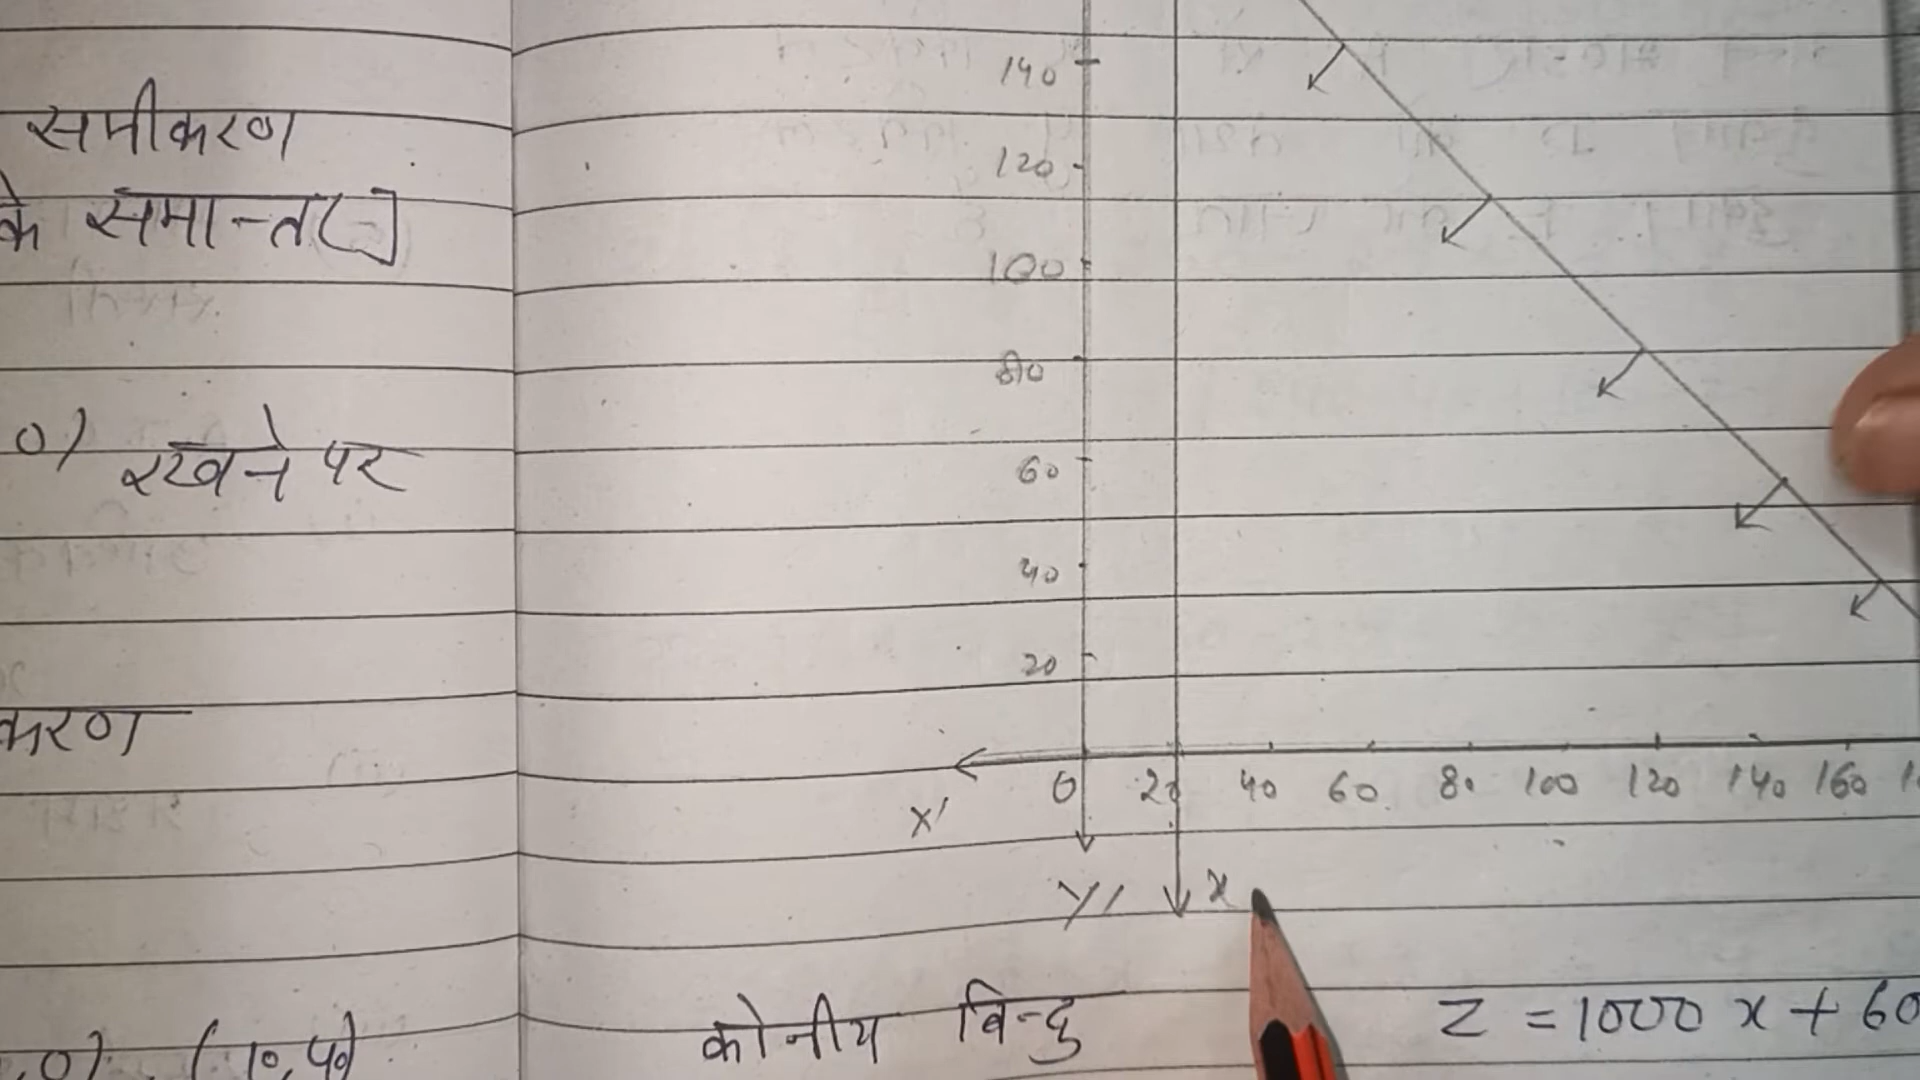 समीकरण
के समान्तर]
0) रखने पर
करण
,0) , (10,40)
140
120
100
80
60
40
20
0 20 40 60 80 100 120 140 160
X'
Y'
x
कोनीय बिन्दु
Z = 1000 x + 60